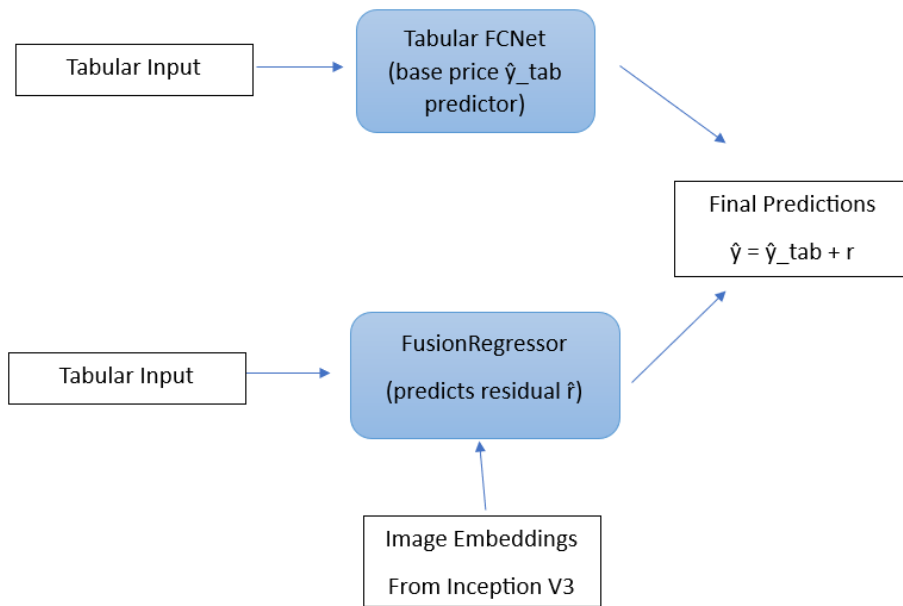 Tabular Input
Tabular FCNet
(base price ŷ_tab
predictor)
Final Predictions
ŷ = ŷ_tab + r
Tabular Input
FusionRegressor
(predicts residual r̂)
Image Embeddings
From Inception V3